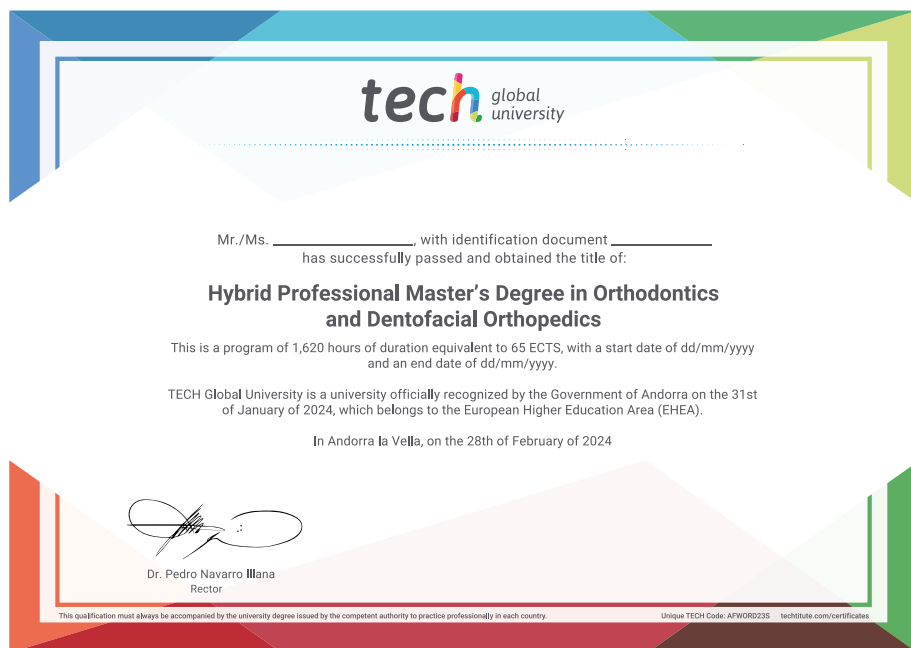 tech global
university
Mr./Ms. ____________________, with identification document ______________
has successfully passed and obtained the title of:
Hybrid Professional Master's Degree in Orthodontics
and Dentofacial Orthopedics
This is a program of 1,620 hours of duration equivalent to 65 ECTS, with a start date of dd/mm/yyyy
and an end date of dd/mm/yyyy.
TECH Global University is a university officially recognized by the Government of Andorra on the 31st
of January of 2024, which belongs to the European Higher Education Area (EHEA).
In Andorra la Vella, on the 28th of February of 2024
Dr. Pedro Navarro Illana
Rector
This qualification must always be accompanied by the university degree issued by the competent authority to practice professionally in each country.
Unique TECH Code: AFWORD23S techtitute.com/certificates